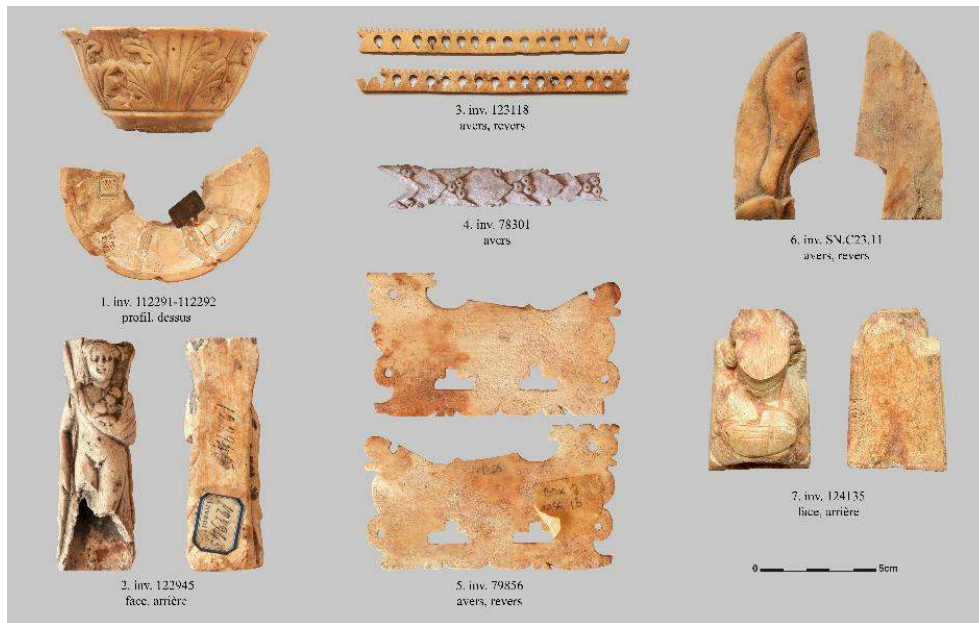 1. inv. 112291-112292
profil. dessus
2. inv. 122945
face. arrière
3. inv. 123118
avers, revers
4. inv. 78301
avers
5. inv. 79856
avers, revers
6. inv. SN.C23.11
avers, revers
7. inv. 124135
face, arrière
0 5cm